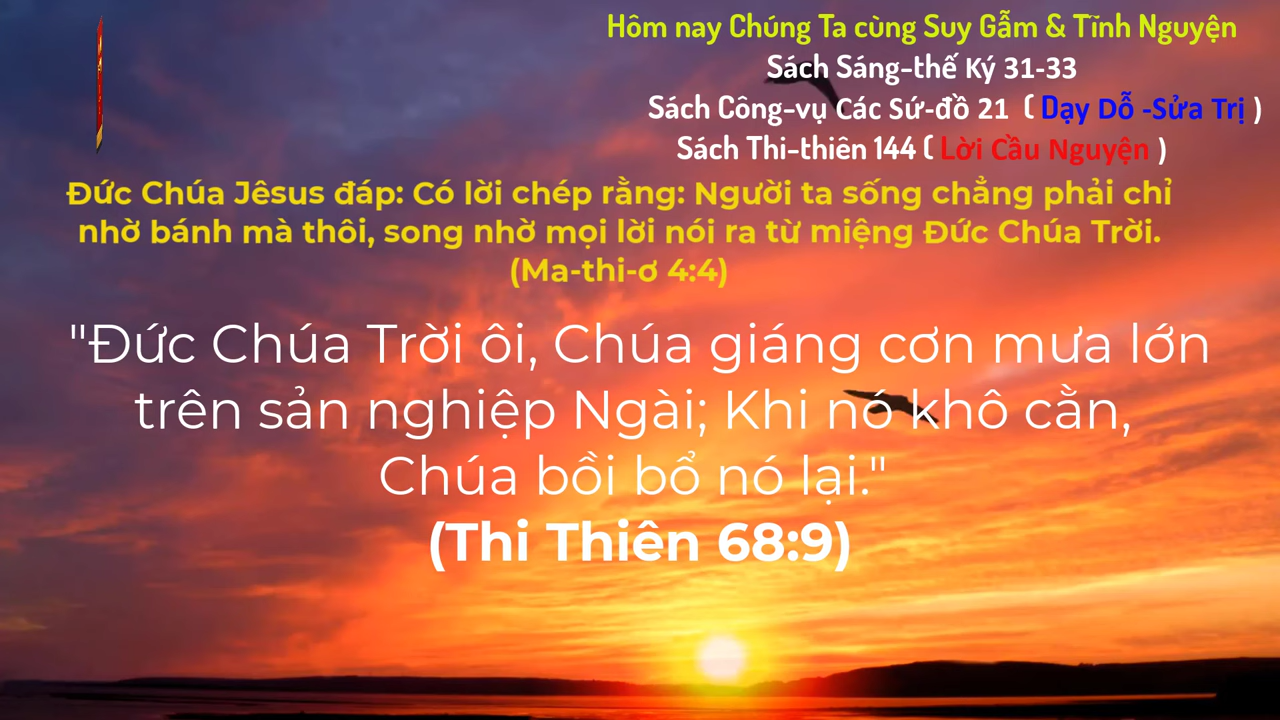 Hôm nay Chúng Ta cùng Suy Gẫm & Tĩnh Nguyện
Sách Sáng-thế Ký 31-33
Sách Công-vụ Các Sứ-đồ 21 ( Dạy Dỗ -Sửa Trị )
Sách Thi-thiên 144 ( Lời Cầu Nguyện )
Đức Chúa Jêsus đáp: Có lời chép rằng: Người ta sống chẳng phải chỉ
nhờ bánh mà thôi, song nhờ mọi lời nói ra từ miệng Đức Chúa Trời.
(Ma-thi-ơ 4:4)
"Đức Chúa Trời ôi, Chúa giáng cơn mưa lớn
trên sản nghiệp Ngài; Khi nó khô cằn,
Chúa bồi bổ nó lại."
(Thi Thiên 68:9)